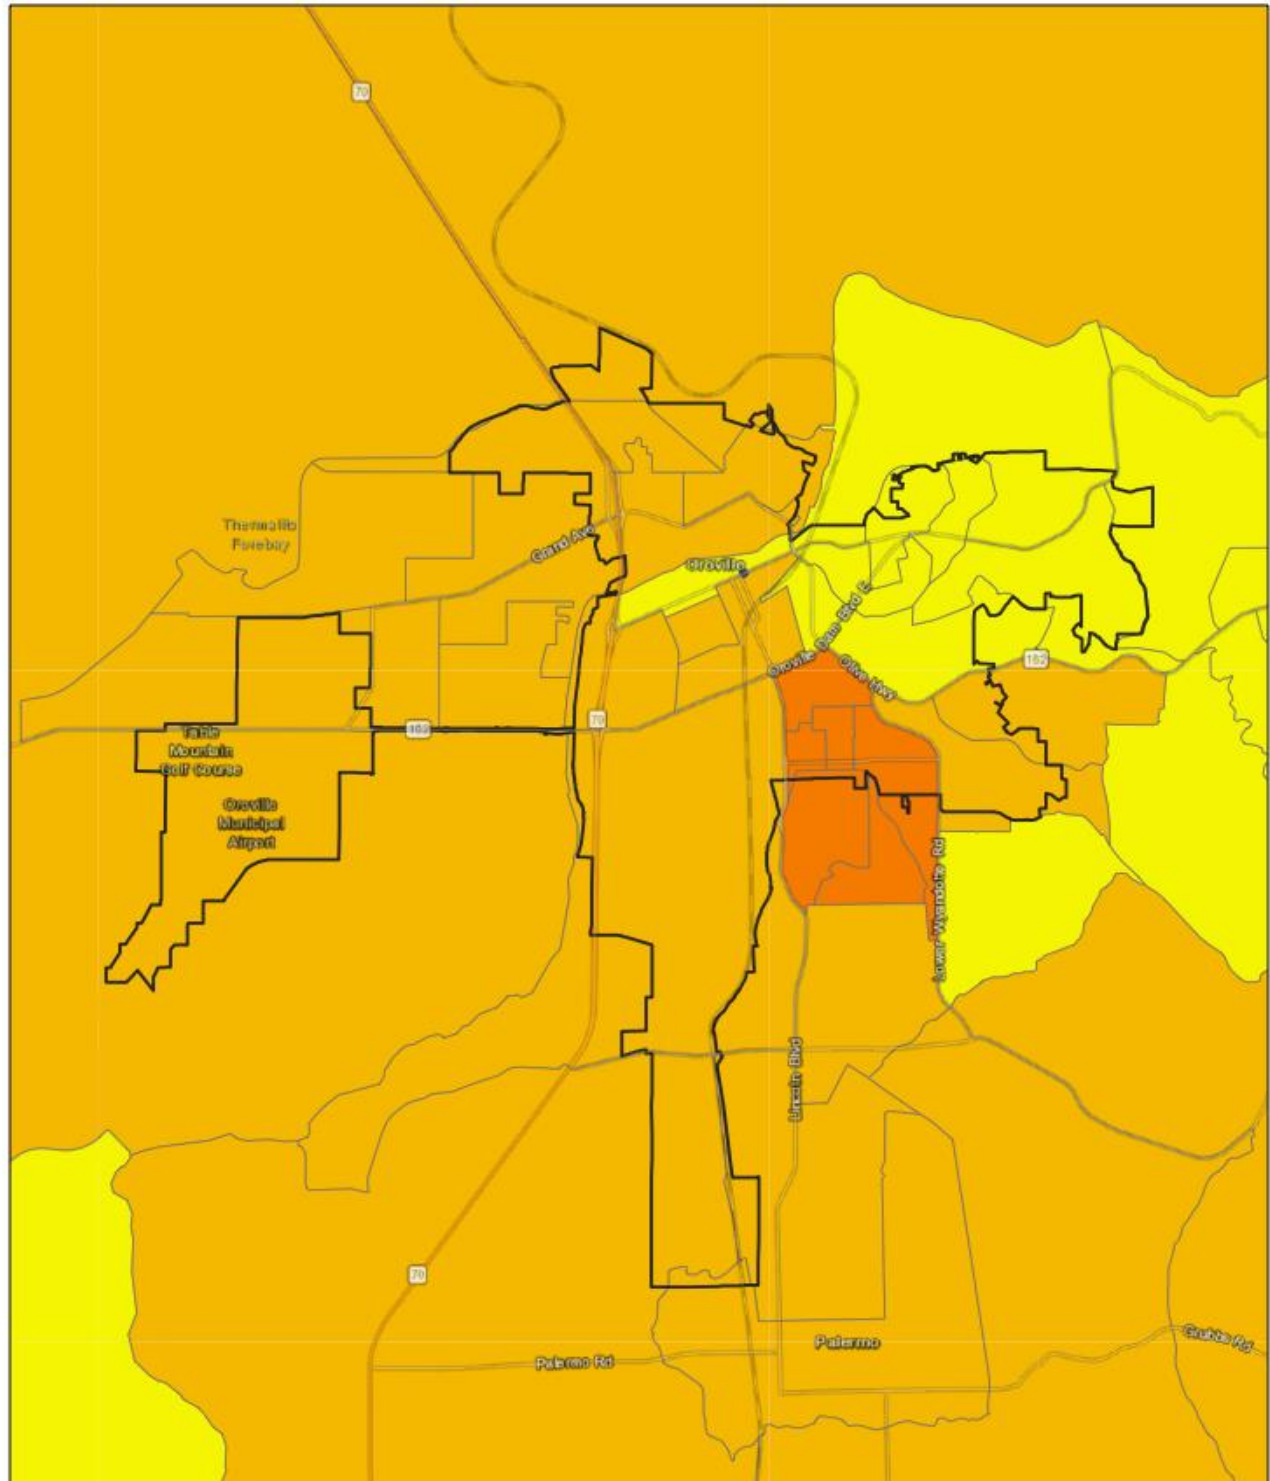 70
Thermalito
Forebay
Grand Ave
Oroville
Oroville Dam Blvd E
Olive Hwy
162
70
162
Table
Mountain
Golf Course
Oroville
Municipal
Airport
Lower Wyandotte Rd
Lincoln Blvd
70
Palermo
Grubbs Rd
Palermo Rd